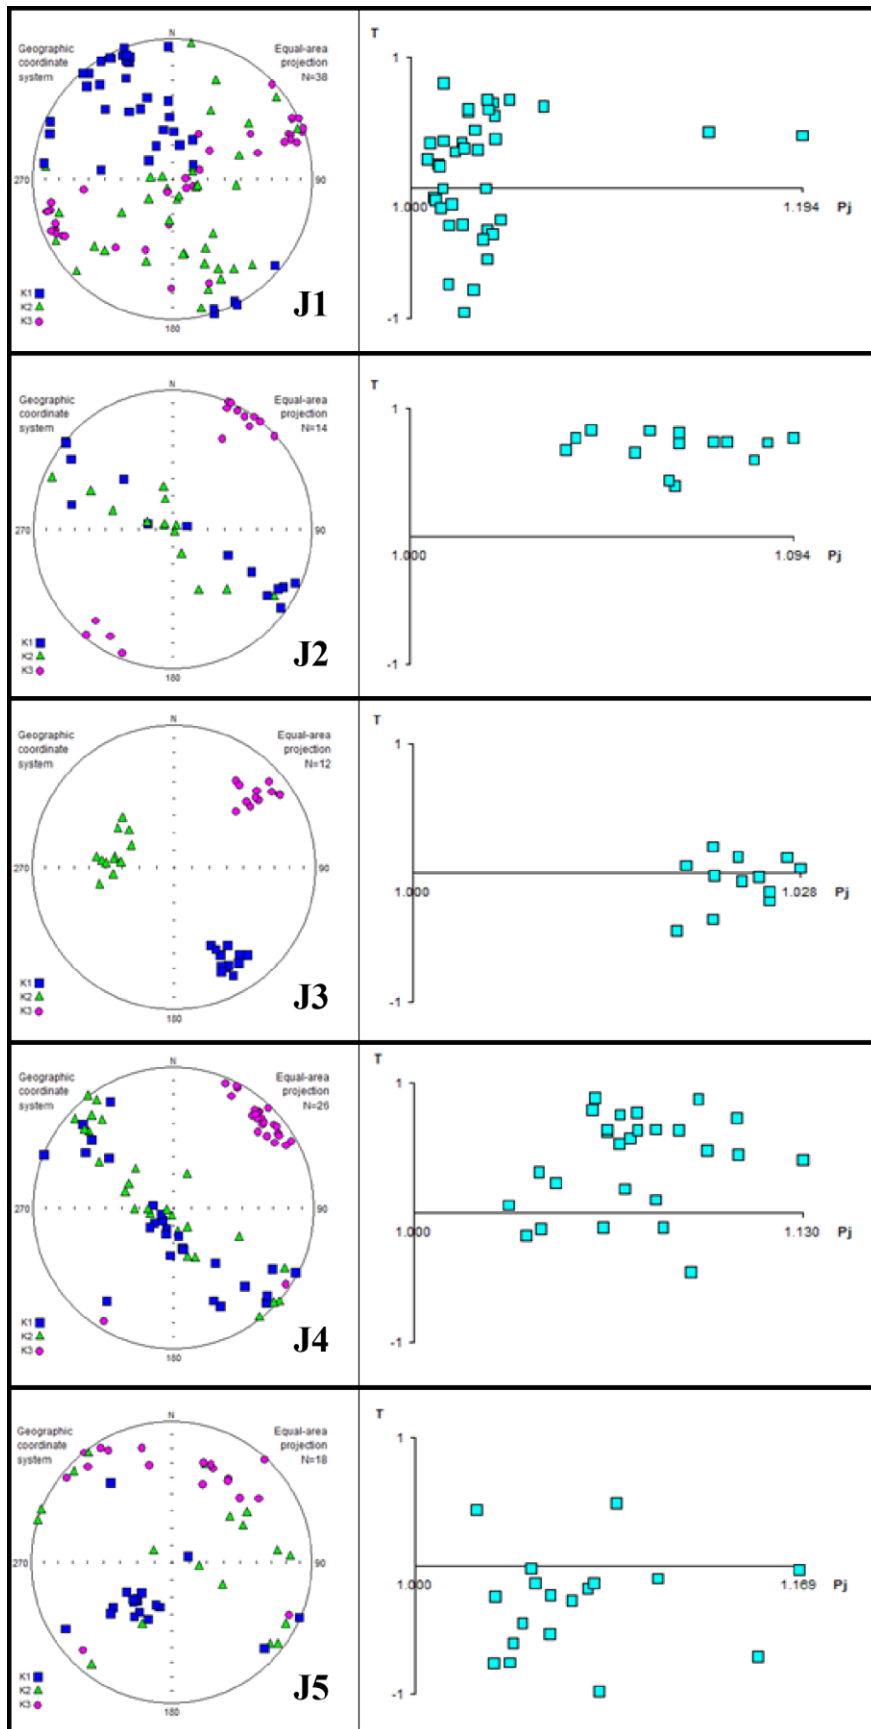 N
Geographic
coordinate
system
Equal-area
projection
N=38
270
90
180
K1
K2
K3
J1
T
1
1.000
1.194
Pj
-1
N
Geographic
coordinate
system
Equal-area
projection
N=14
270
90
180
K1
K2
K3
J2
T
1
1.000
1.094
Pj
-1
N
Geographic
coordinate
system
Equal-area
projection
N=12
270
90
180
K1
K2
K3
J3
T
1
1.000
1.028
Pj
-1
N
Geographic
coordinate
system
Equal-area
projection
N=26
270
90
180
K1
K2
K3
J4
T
1
1.000
1.130
Pj
-1
N
Geographic
coordinate
system
Equal-area
projection
N=18
270
90
180
K1
K2
K3
J5
T
1
1.000
1.169
Pj
-1